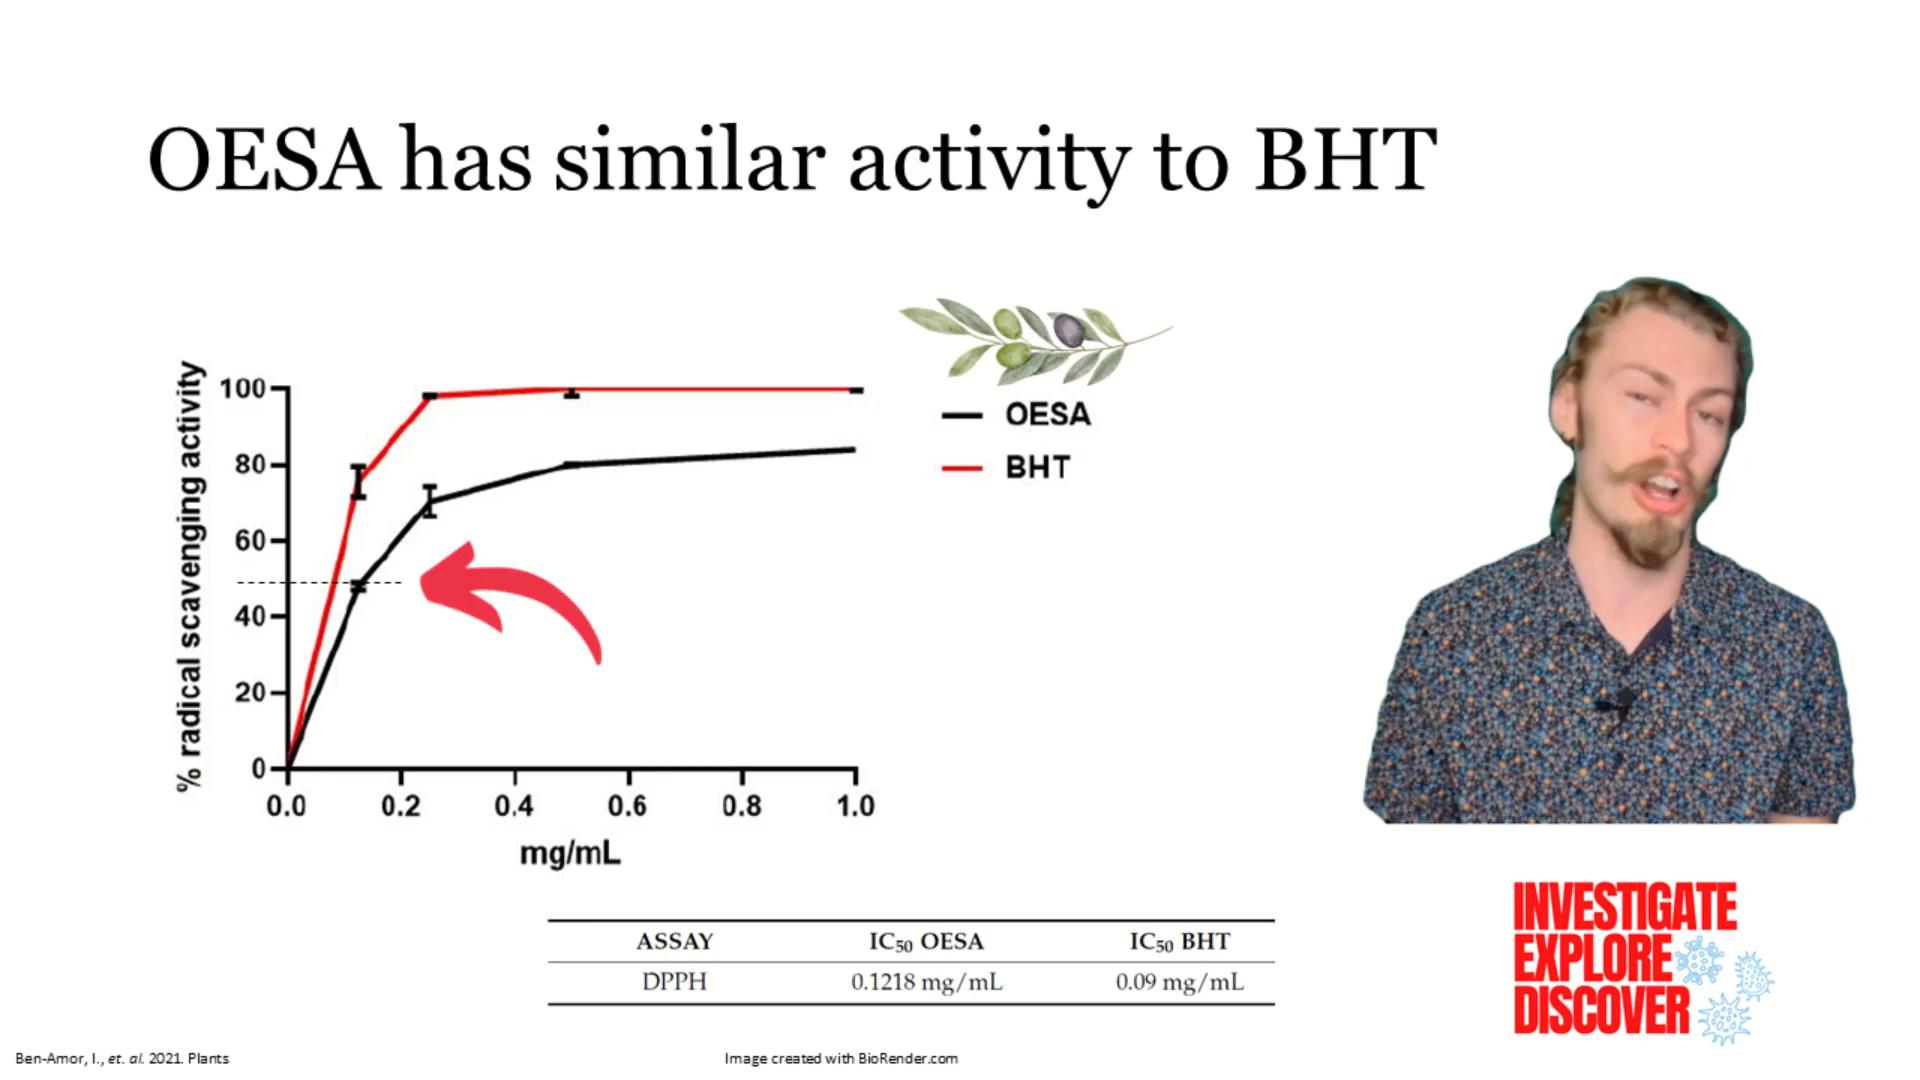 OESA has similar activity to BHT
% radical scavenging activity
100
80
60
40
20
0
0.0 0.2 0.4 0.6 0.8 1.0
mg/mL
OESA
BHT
ASSAY IC₅₀ OESA IC₅₀ BHT
DPPH 0.1218 mg/mL 0.09 mg/mL
INVESTIGATE
EXPLORE
DISCOVER
Ben-Amor, I., et. al. 2021. Plants
Image created with BioRender.com